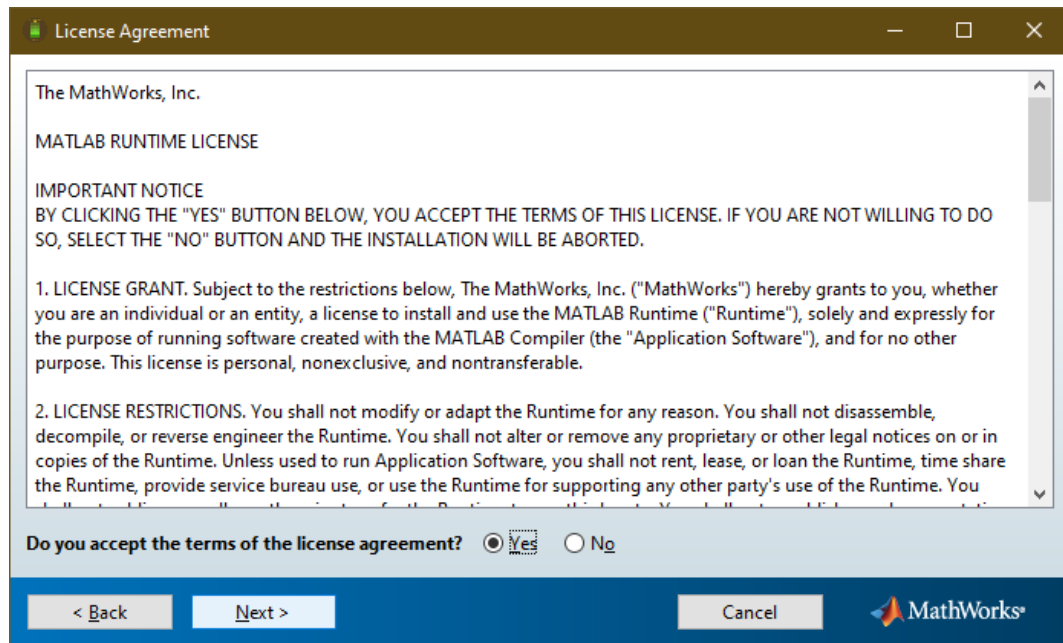 License Agreement
The MathWorks, Inc.
MATLAB RUNTIME LICENSE
IMPORTANT NOTICE
BY CLICKING THE "YES" BUTTON BELOW, YOU ACCEPT THE TERMS OF THIS LICENSE. IF YOU ARE NOT WILLING TO DO
SO, SELECT THE "NO" BUTTON AND THE INSTALLATION WILL BE ABORTED.
1. LICENSE GRANT. Subject to the restrictions below, The MathWorks, Inc. ("MathWorks") hereby grants to you, whether
you are an individual or an entity, a license to install and use the MATLAB Runtime ("Runtime"), solely and expressly for
the purpose of running software created with the MATLAB Compiler (the "Application Software"), and for no other
purpose. This license is personal, nonexclusive, and nontransferable.
2. LICENSE RESTRICTIONS. You shall not modify or adapt the Runtime for any reason. You shall not disassemble,
decompile, or reverse engineer the Runtime. You shall not alter or remove any proprietary or other legal notices on or in
copies of the Runtime. Unless used to run Application Software, you shall not rent, lease, or loan the Runtime, time share
the Runtime, provide service bureau use, or use the Runtime for supporting any other party's use of the Runtime. You
Do you accept the terms of the license agreement? Yes No
< Back Next > Cancel MathWorks®